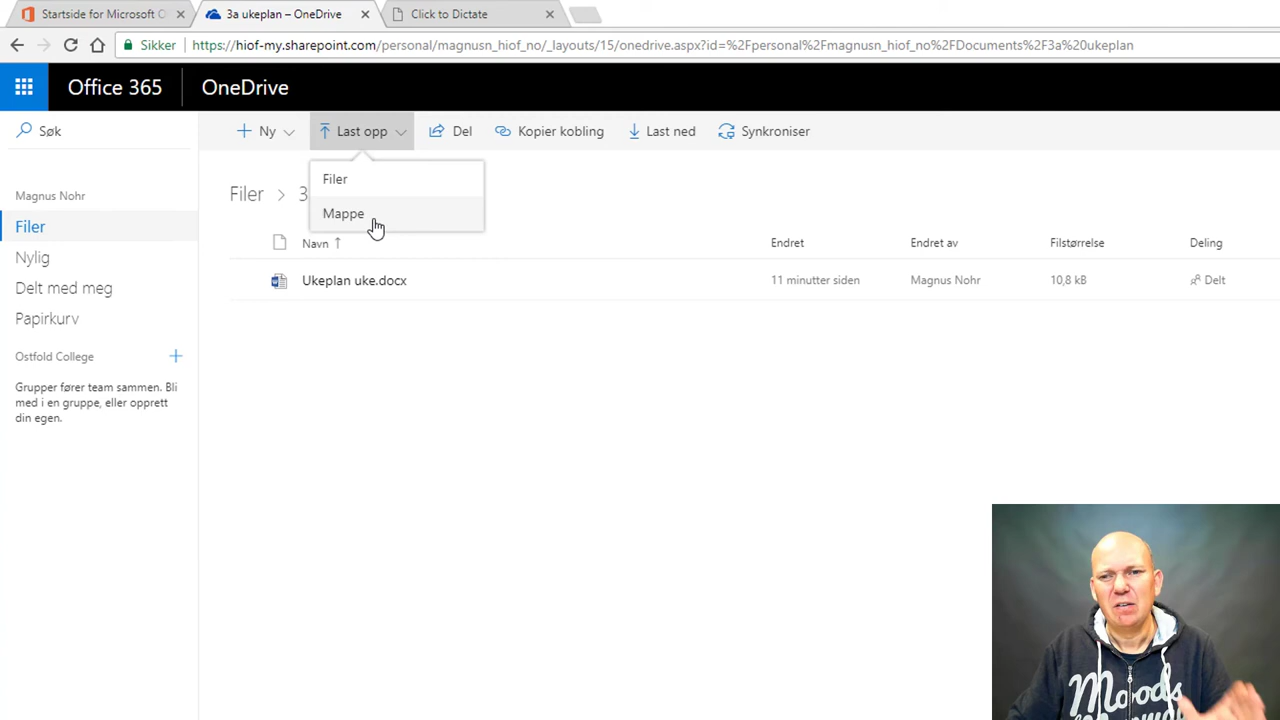 Startside for Microsoft O
3a ukeplan – OneDrive
Click to Dictate
Sikker
https://hiof-my.sharepoint.com/personal/magnusn_hiof_no/_layouts/15/onedrive.aspx?id=%2Fpersonal%2Fmagnusn_hiof_no%2FDocuments%2F3a%20ukeplan
Office 365
OneDrive
Søk
Ny
Last opp
Del
Kopier kobling
Last ned
Synkroniser
Filer
Mappe
Filer > 3
Magnus Nohr
Filer
Nylig
Delt med meg
Papirkurv
Ostfold College
Grupper fører team sammen. Bli
med i en gruppe, eller opprett
din egen.
Navn
Endret
Endret av
Filstørrelse
Deling
Ukeplan uke.docx
11 minutter siden
Magnus Nohr
10,8 kB
Delt
Moods